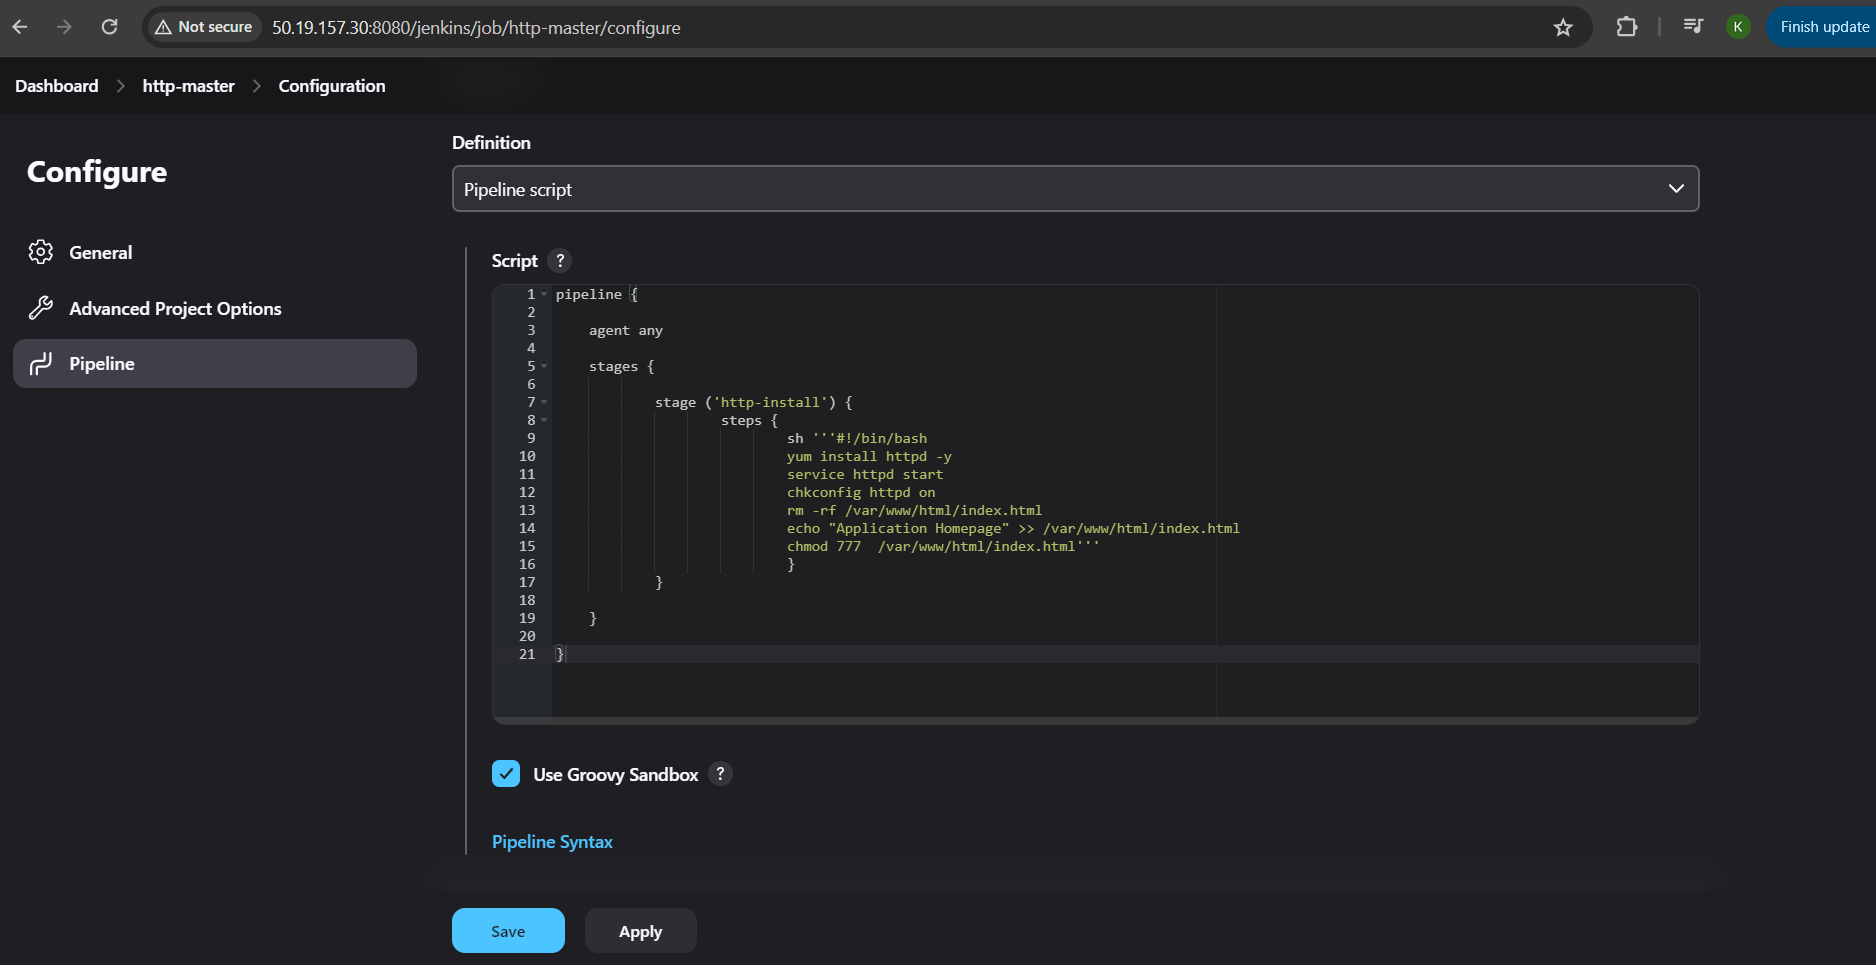 Not secure 50.19.157.30:8080/jenkins/job/http-master/configure K Finish update
Dashboard > http-master > Configuration
Configure
General
Advanced Project Options
Pipeline
Definition
Pipeline script
Script ?
1 pipeline {
2
3 agent any
4
5 stages {
6
7 stage ('http-install') {
8 steps {
9 sh '''#!/bin/bash
10 yum install httpd -y
11 service httpd start
12 chkconfig httpd on
13 rm -rf /var/www/html/index.html
14 echo "Application Homepage" >> /var/www/html/index.html
15 chmod 777  /var/www/html/index.html'''
16 }
17 }
18
19 }
20
21 }
Use Groovy Sandbox ?
Pipeline Syntax
Save Apply